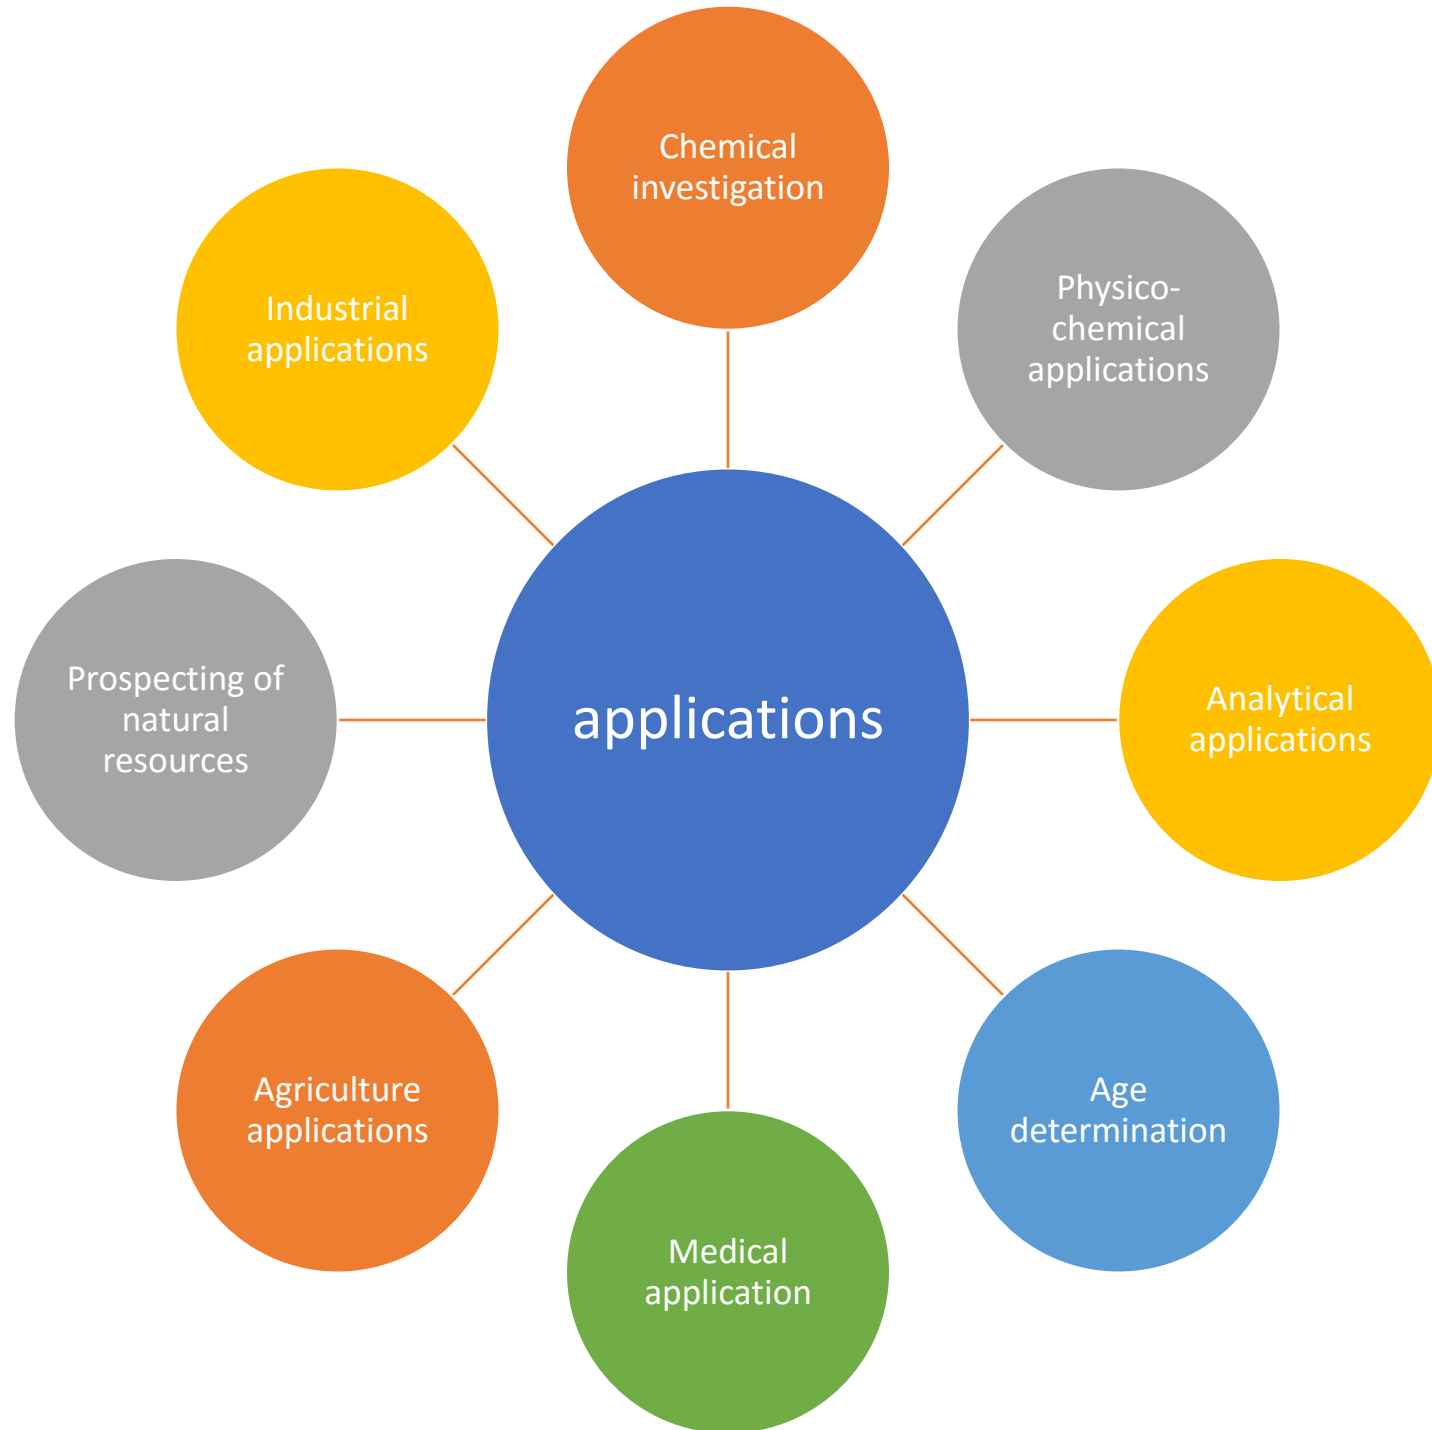 Chemical
investigation
Physico-
chemical
applications
Industrial
applications
applications
Analytical
applications
Prospecting of
natural
resources
Age
determination
Agriculture
applications
Medical
application